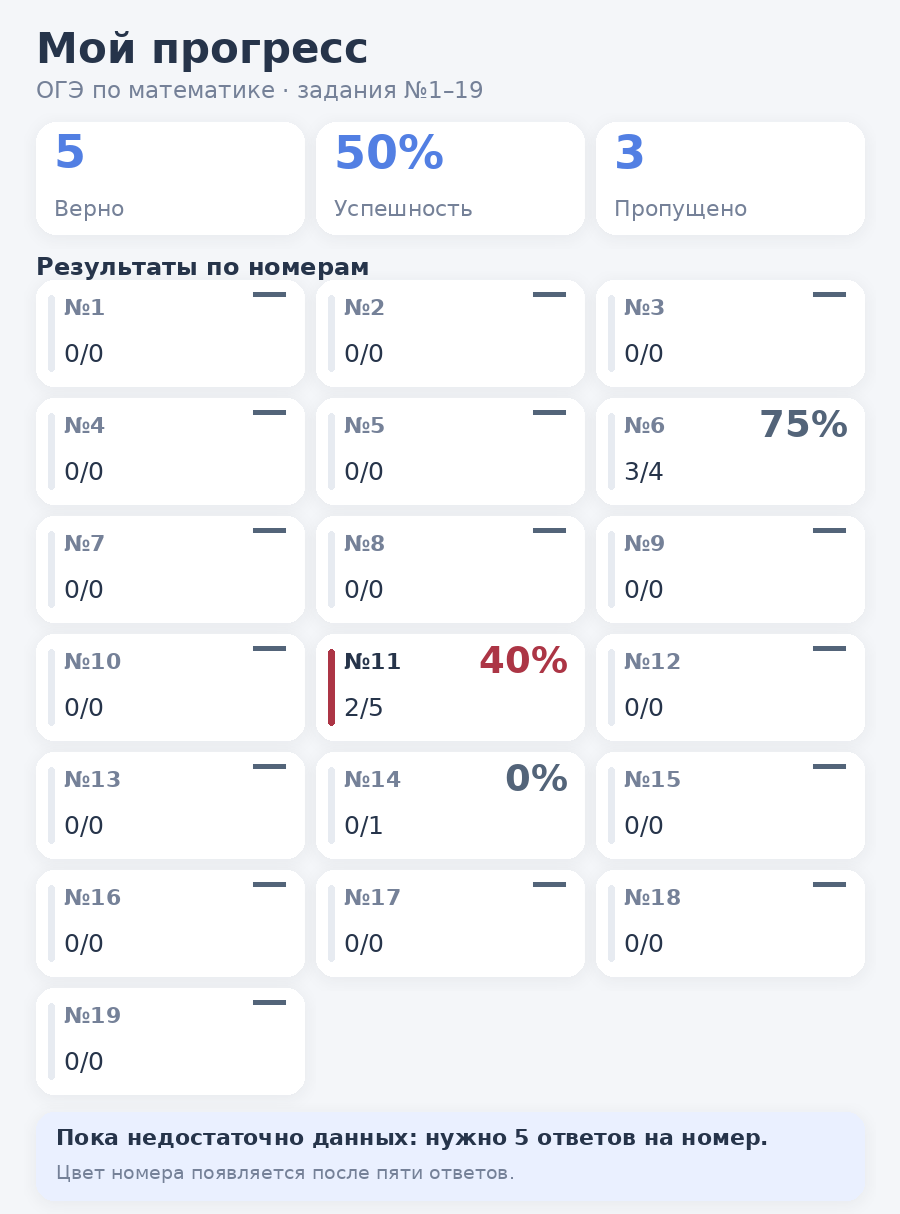 Мой прогресс
ОГЭ по математике · задания №1–19
5 50% 3
Верно Успешность Пропущено
Результаты по номерам
№1 — №2 — №3 —
0/0 0/0 0/0
№4 — №5 — №6 75%
0/0 0/0 3/4
№7 — №8 — №9 —
0/0 0/0 0/0
№10 — №11 40% №12 —
0/0 2/5 0/0
№13 — №14 0% №15 —
0/0 0/1 0/0
№16 — №17 — №18 —
0/0 0/0 0/0
№19 —
0/0
Пока недостаточно данных: нужно 5 ответов на номер.
Цвет номера появляется после пяти ответов.